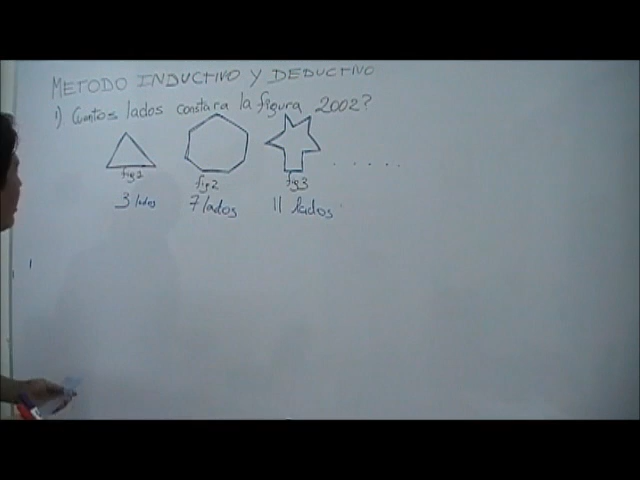 METODO INDUCTIVO Y DEDUCTIVO
1) Cuantos lados constara la figura 2002?
fig1 fig2 fig3 . . . . .
3 lados 7 lados 11 lados